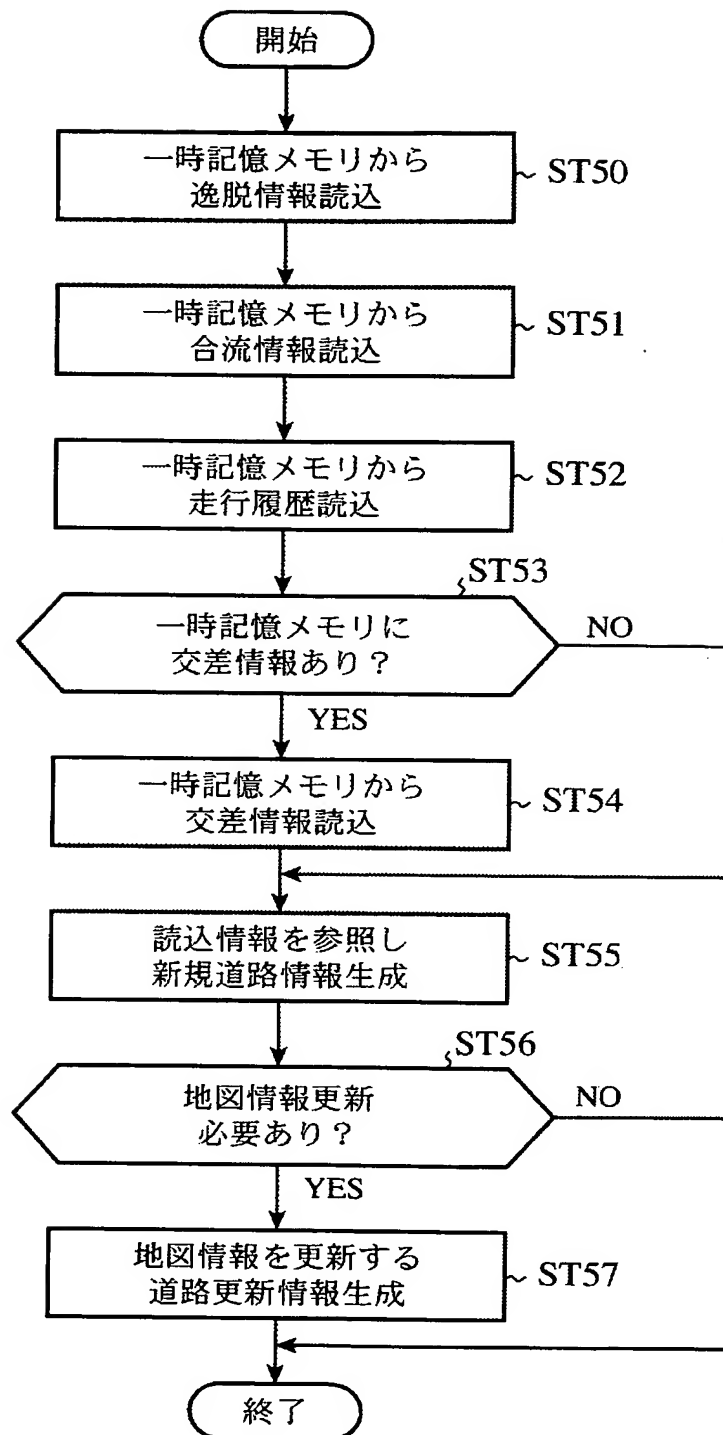 開始
一時記憶メモリから
逸脱情報読込
ST50
一時記憶メモリから
合流情報読込
ST51
一時記憶メモリから
走行履歴読込
ST52
ST53
一時記憶メモリに
交差情報あり？
NO
YES
一時記憶メモリから
交差情報読込
ST54
読込情報を参照し
新規道路情報生成
ST55
ST56
地図情報更新
必要あり？
NO
YES
地図情報を更新する
道路更新情報生成
ST57
終了